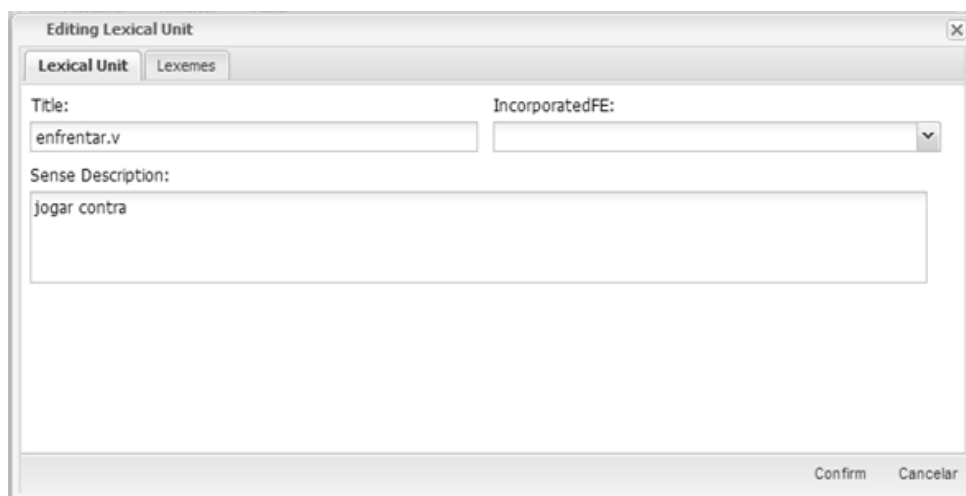 Editing Lexical Unit
Lexical Unit Lexemes
Title: IncorporatedFE:
enfrentar.v
Sense Description:
jogar contra
Confirm Cancelar